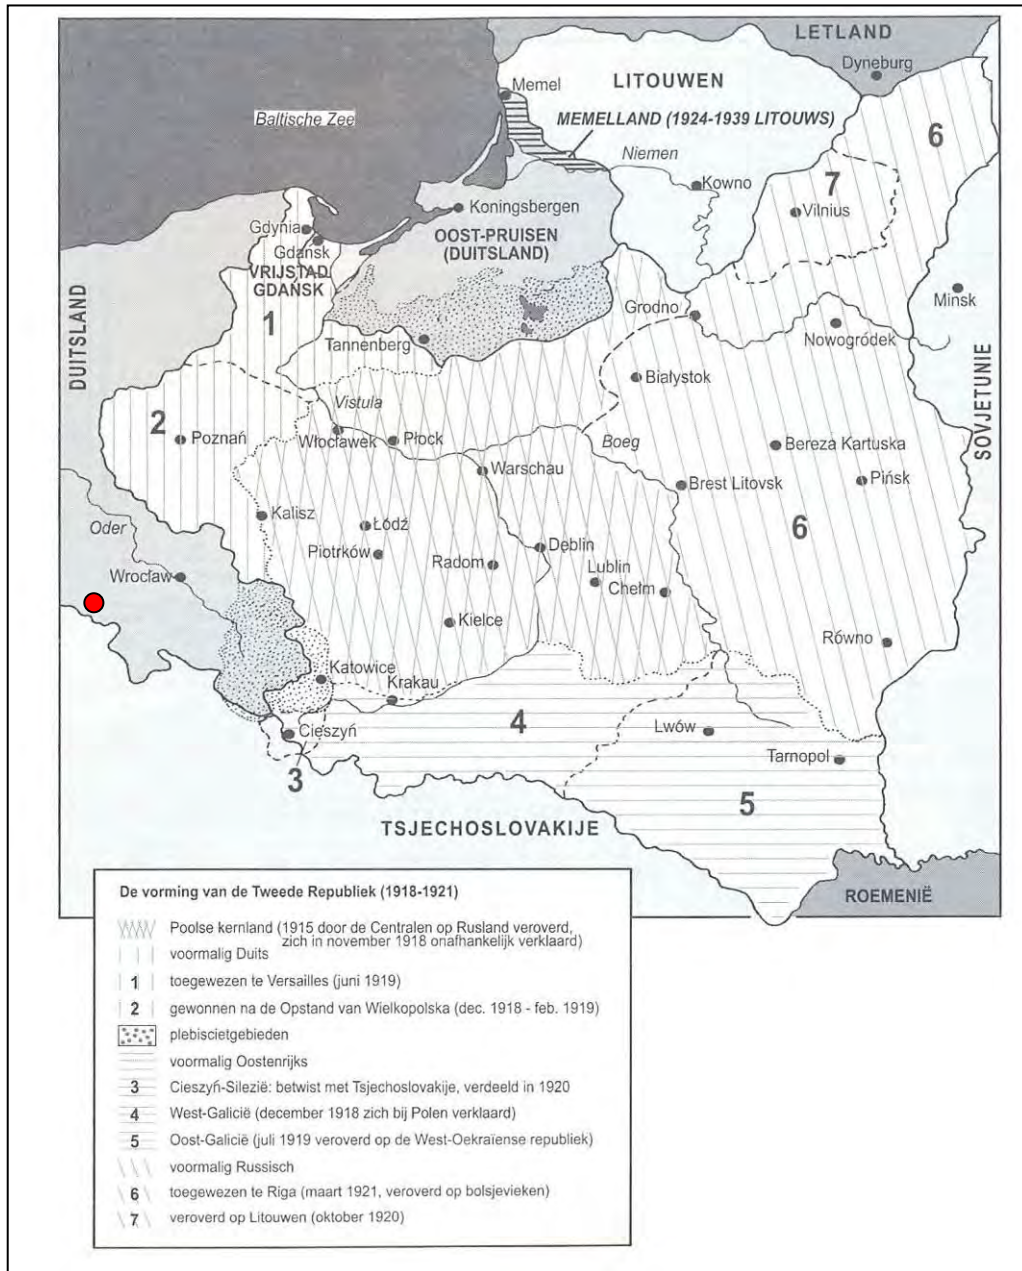 LETLAND
Dyneburg
Memel
LITOUWEN
Baltische Zee
MEMELLAND (1924-1939 LITOUWS)
6
Niemen
7
Kowno
Koningsbergen
Vilnius
Gdynia
OOST-PRUISEN
(DUITSLAND)
Gdańsk
VRIJSTAD
GDAŃSK
Minsk
DUITSLAND
1
Grodno
Nowogródek
Tannenberg
SOVJETUNIE
Białystok
Vistula
2
Poznań
Włocławek
Płock
Boeg
Bereza Kartuska
Warschau
Pińsk
Brest Litovsk
Kalisz
Oder
Łódź
6
Piotrków
Dęblin
Radom
Wrocław
Lublin
Chełm
Kielce
Równo
Katowice
Krakau
4
Lwów
Cieszyń
Tarnopol
3
5
TSJECHOSLOVAKIJE
ROEMENIË
De vorming van de Tweede Republiek (1918-1921)
Poolse kernland (1915 door de Centralen op Rusland veroverd,
zich in november 1918 onafhankelijk verklaard)
voormalig Duits
1 toegewezen te Versailles (juni 1919)
2 gewonnen na de Opstand van Wielkopolska (dec. 1918 - feb. 1919)
plebiscietgebieden
voormalig Oostenrijks
3 Cieszyń-Silezië: betwist met Tsjechoslovakije, verdeeld in 1920
4 West-Galicië (december 1918 zich bij Polen verklaard)
5 Oost-Galicië (juli 1919 veroverd op de West-Oekraïense republiek)
voormalig Russisch
6 toegewezen te Riga (maart 1921, veroverd op bolsjevieken)
7 veroverd op Litouwen (oktober 1920)